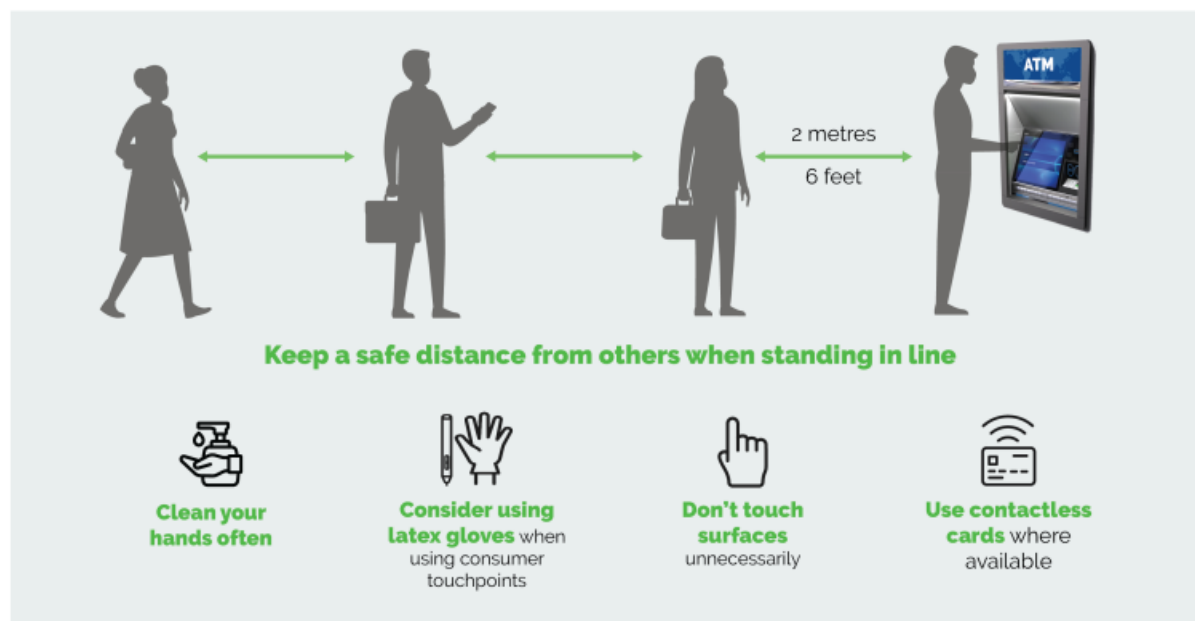 ATM
2 metres
6 feet
Keep a safe distance from others when standing in line
Clean your
hands often
Consider using
latex gloves when
using consumer
touchpoints
Don't touch
surfaces
unnecessarily
Use contactless
cards where
available